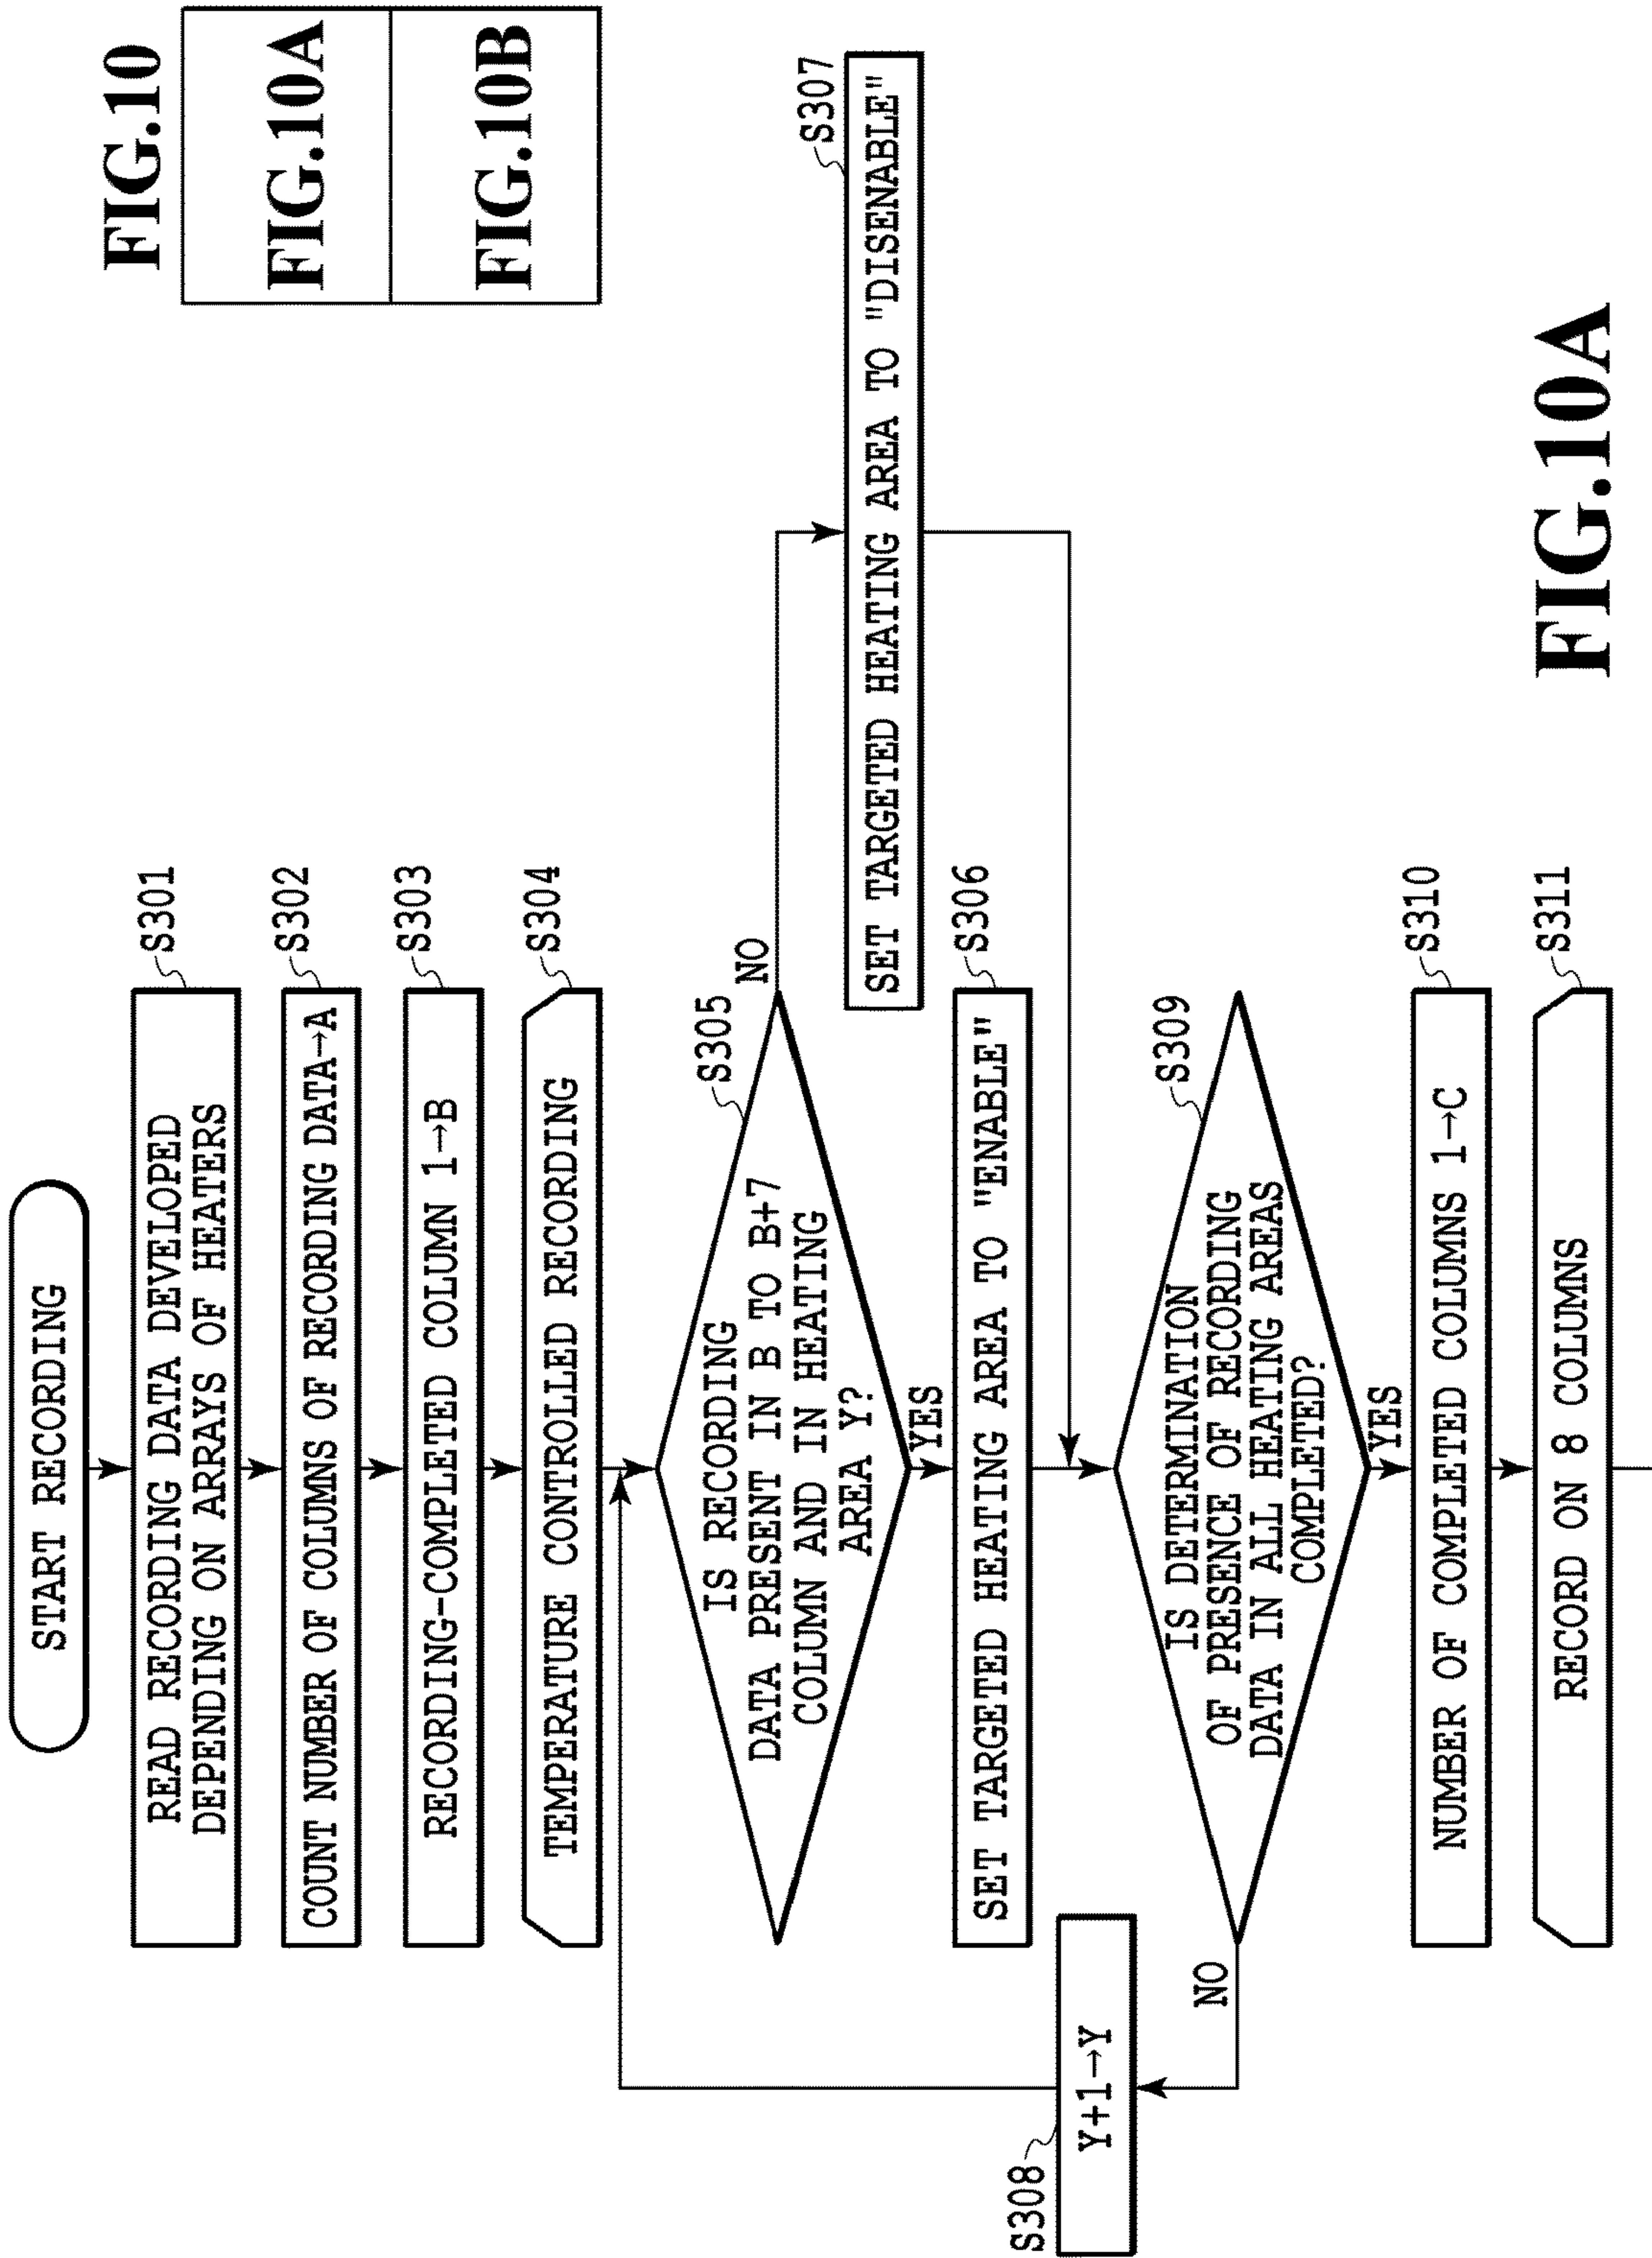 FIG.10
FIG.10A
FIG.10B
START RECORDING
READ RECORDING DATA DEVELOPED
DEPENDING ON ARRAYS OF HEATERS
S301
COUNT NUMBER OF COLUMNS OF RECORDING DATA→A
S302
RECORDING-COMPLETED COLUMN 1→B
S303
TEMPERATURE CONTROLLED RECORDING
S304
IS RECORDING
DATA PRESENT IN B TO B+7
COLUMN AND IN HEATING
AREA Y?
S305
NO
YES
SET TARGETED HEATING AREA TO "DISENABLE"
S307
SET TARGETED HEATING AREA TO "ENABLE"
S306
S308
Y+1→Y
IS DETERMINATION
OF PRESENCE OF RECORDING
DATA IN ALL HEATING AREAS
COMPLETED?
S309
NO
YES
NUMBER OF COMPLETED COLUMNS 1→C
S310
RECORD ON 8 COLUMNS
S311
FIG.10A